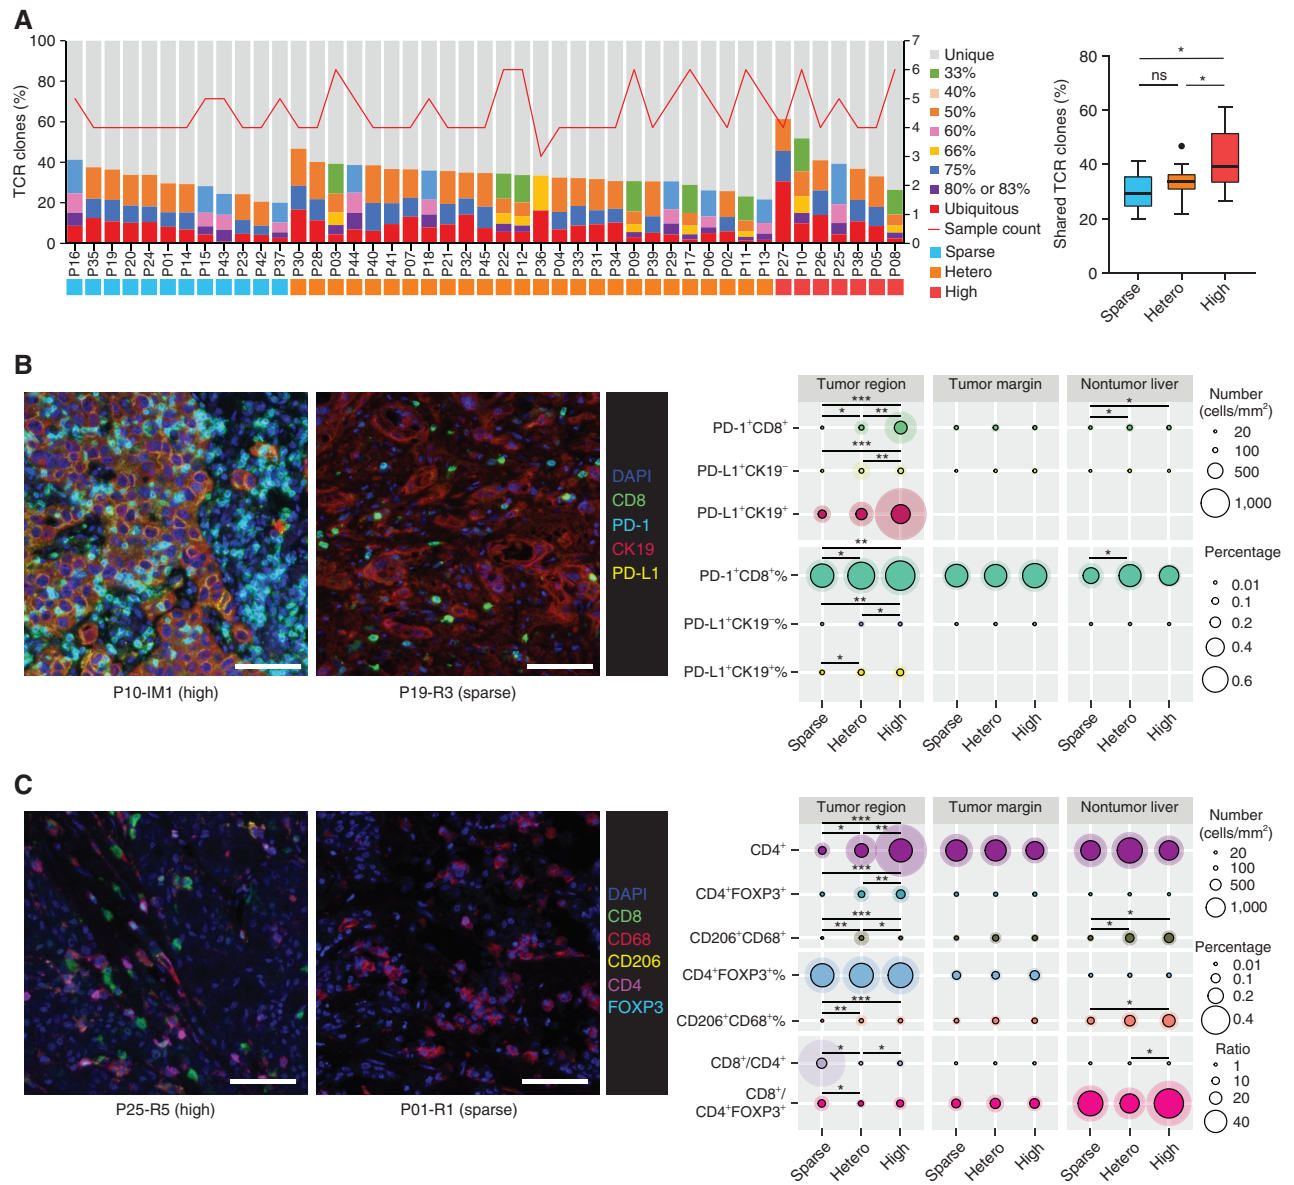 A
TCR clones (%)
100
80
60
40
20
0
7
6
5
4
3
2
1
0
P16 P35 P19 P20 P24 P01 P14 P15 P43 P23 P42 P37 P30 P28 P03 P44 P40 P41 P07 P18 P21 P32 P45 P22 P12 P36 P04 P33 P31 P34 P09 P39 P29 P17 P06 P02 P11 P13 P27 P10 P26 P25 P38 P05 P08
Unique
33%
40%
50%
60%
66%
75%
80% or 83%
Ubiquitous
Sample count
Sparse
Hetero
High
Shared TCR clones (%)
80
60
40
20
0
*
ns
*
Sparse
Hetero
High
B
DAPI
CD8
PD-1
CK19
PD-L1
P10-IM1 (high)
P19-R3 (sparse)
Tumor region
Tumor margin
Nontumor liver
PD-1⁺CD8⁺
PD-L1⁺CK19⁻
PD-L1⁺CK19⁺
PD-1⁺CD8⁺%
PD-L1⁺CK19⁻%
PD-L1⁺CK19⁺%
***
*
**
***
**
**
*
**
*
*
*
*
*
Sparse
Hetero
High
Sparse
Hetero
High
Sparse
Hetero
High
Number
(cells/mm²)
20
100
500
1,000
Percentage
0.01
0.1
0.2
0.4
0.6
C
DAPI
CD8
CD68
CD206
CD4
FOXP3
P25-R5 (high)
P01-R1 (sparse)
Tumor region
Tumor margin
Nontumor liver
CD4⁺
CD4⁺FOXP3⁺
CD206⁺CD68⁺
CD4⁺FOXP3⁺%
CD206⁺CD68⁺%
CD8⁺/CD4⁺
CD8⁺/
CD4⁺FOXP3⁺
***
*
**
***
**
***
**
*
***
**
*
*
*
*
*
*
*
Sparse
Hetero
High
Sparse
Hetero
High
Sparse
Hetero
High
Number
(cells/mm²)
20
100
500
1,000
Percentage
0.01
0.1
0.2
0.4
Ratio
1
10
20
40